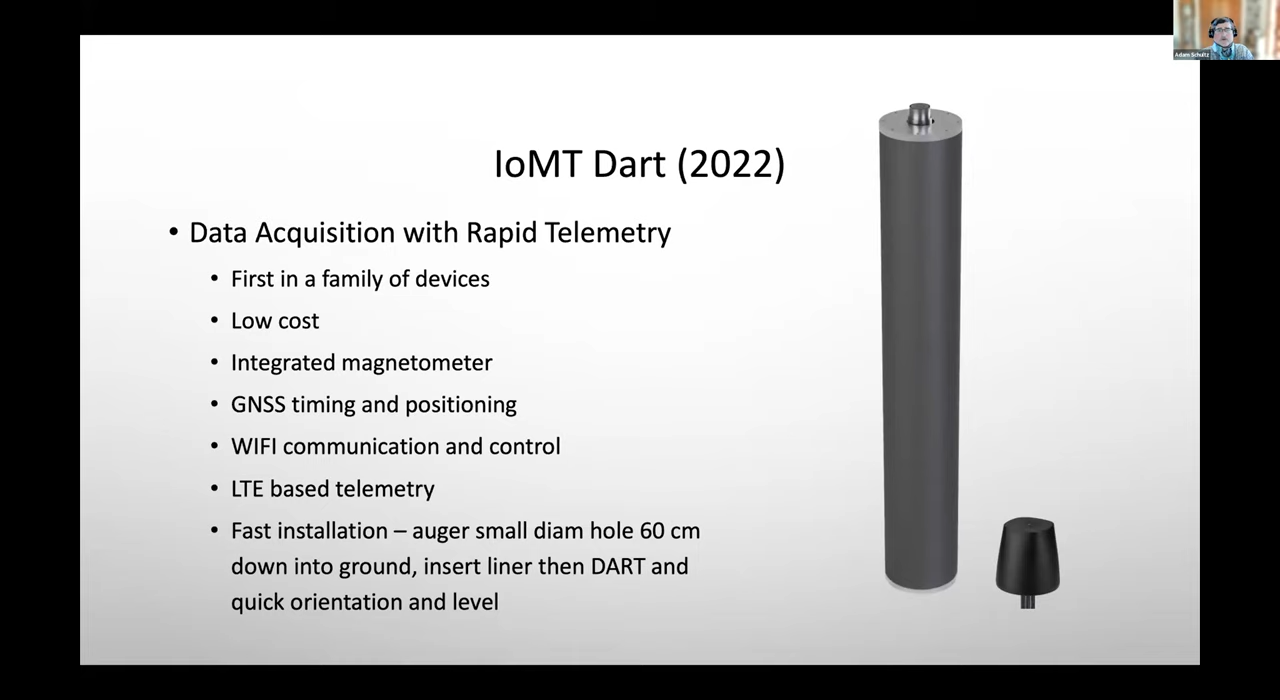 Adam Schultz
IoMT Dart (2022)
• Data Acquisition with Rapid Telemetry
• First in a family of devices
• Low cost
• Integrated magnetometer
• GNSS timing and positioning
• WIFI communication and control
• LTE based telemetry
• Fast installation – auger small diam hole 60 cm
down into ground, insert liner then DART and
quick orientation and level